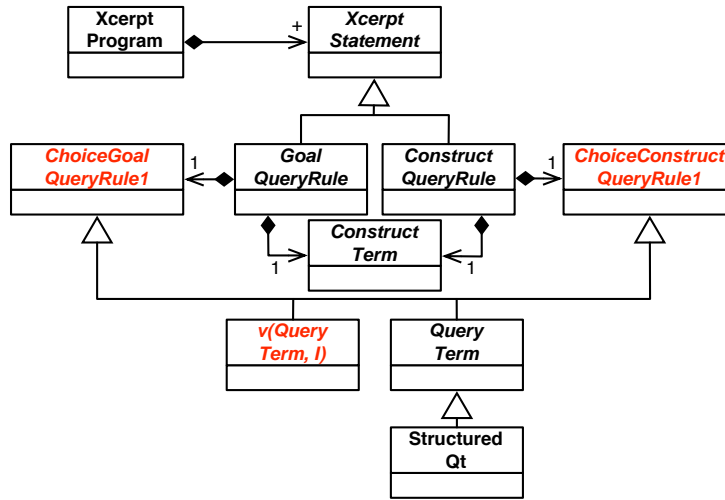 Xcerpt
Program
+
Xcerpt
Statement
ChoiceGoal
QueryRule1
1
Goal
QueryRule
Construct
QueryRule
1
ChoiceConstruct
QueryRule1
Construct
Term
1
1
v(Query
Term, I)
Query
Term
Structured
Qt